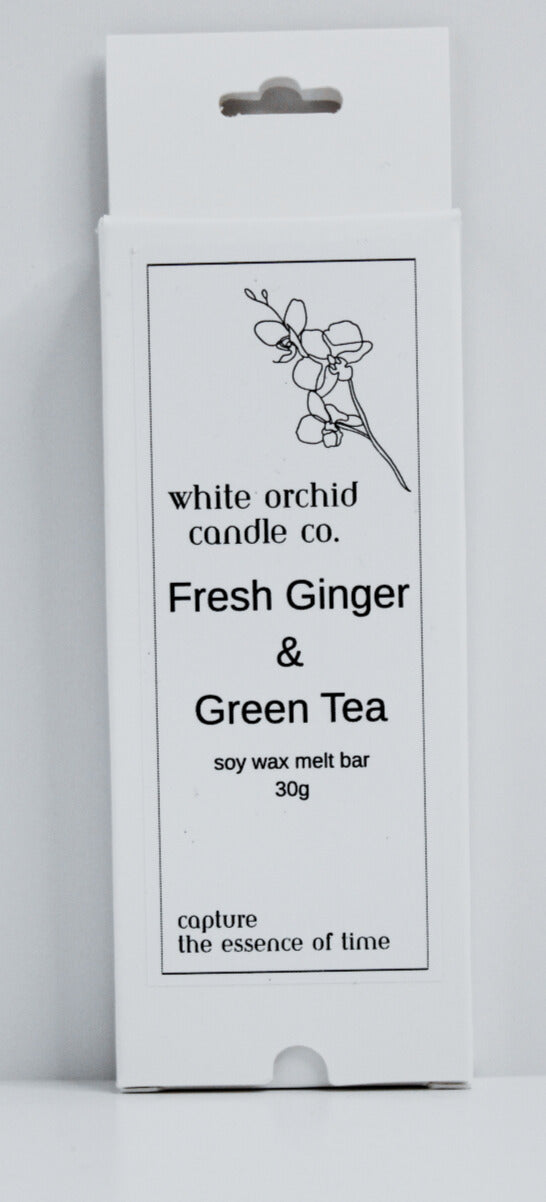 white orchid
candle co.
Fresh Ginger
&
Green Tea
soy wax melt bar
30g
capture
the essence of time